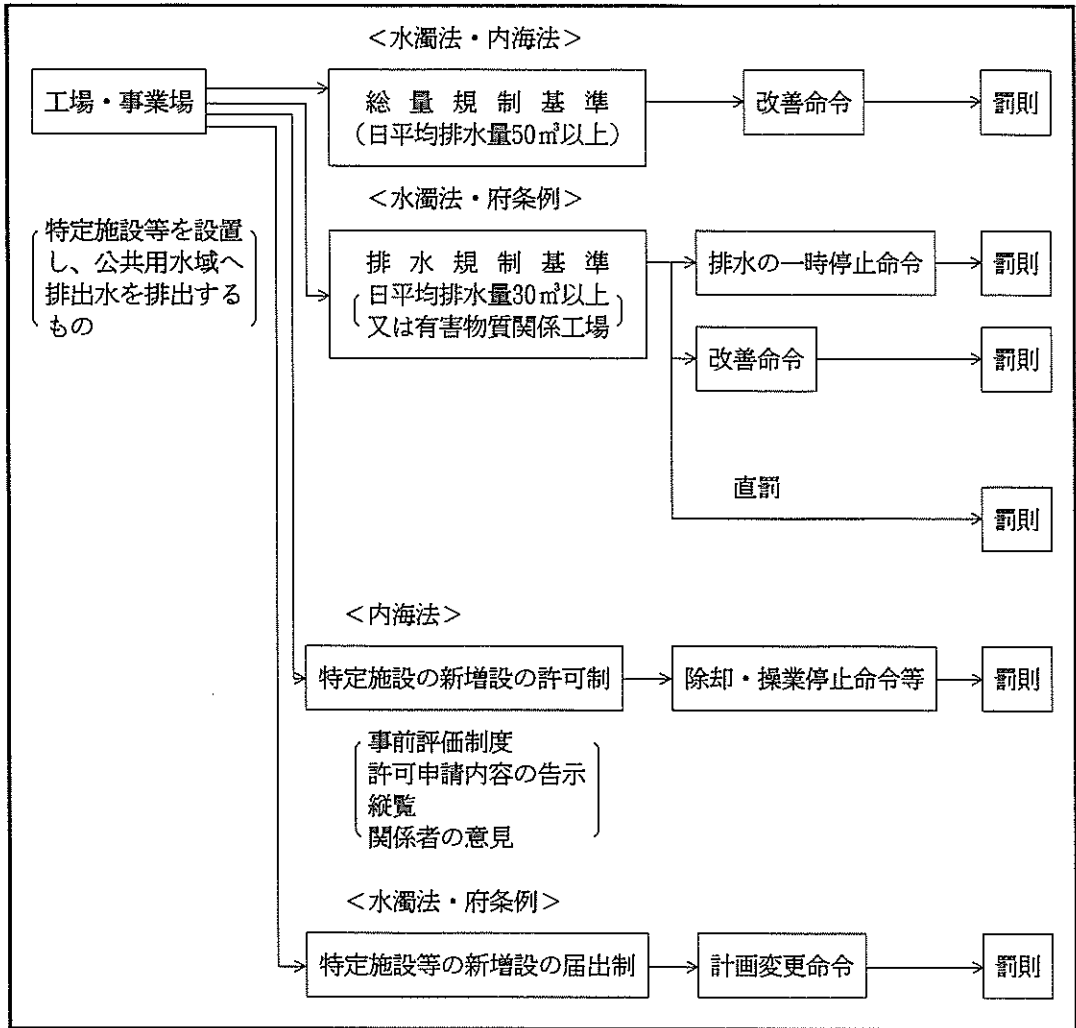 <水濁法・内海法>
工場・事業場
総量規制基準
(日平均排水量50㎥以上)
改善命令
罰則
<水濁法・府条例>
特定施設等を設置
し、公共用水域へ
排出水を排出する
もの
排水規制基準
日平均排水量30㎥以上
又は有害物質関係工場
排水の一時停止命令
罰則
改善命令
罰則
直罰
罰則
<内海法>
特定施設の新増設の許可制
除却・操業停止命令等
罰則
事前評価制度
許可申請内容の告示
縦覧
関係者の意見
<水濁法・府条例>
特定施設等の新増設の届出制
計画変更命令
罰則